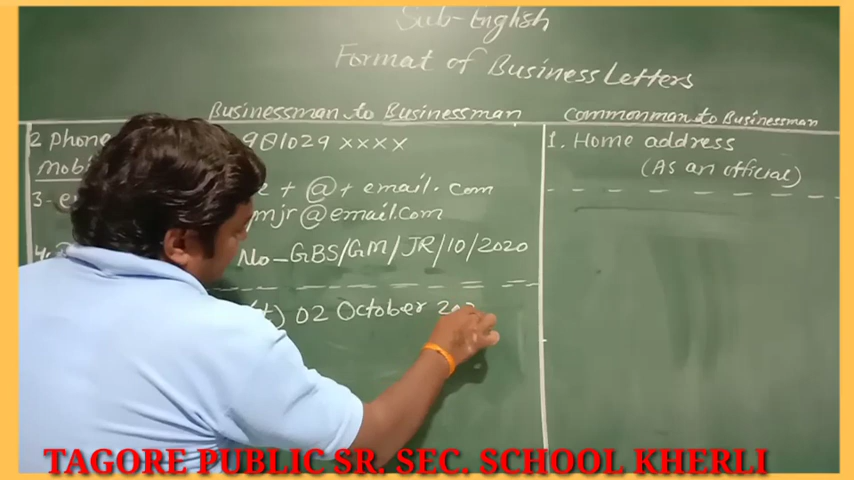 Sub-English
Format of Business Letters
Businessman to Businessman
2 phone 981029 xxxx
3-
e + @ + email.com
mjr@email.com
4.
No-GBS/GM/JR/10/2020
02 October 202
commonman to Businessman
1. Home address
(As an official)
TAGORE PUBLIC SR. SEC. SCHOOL KHERLI